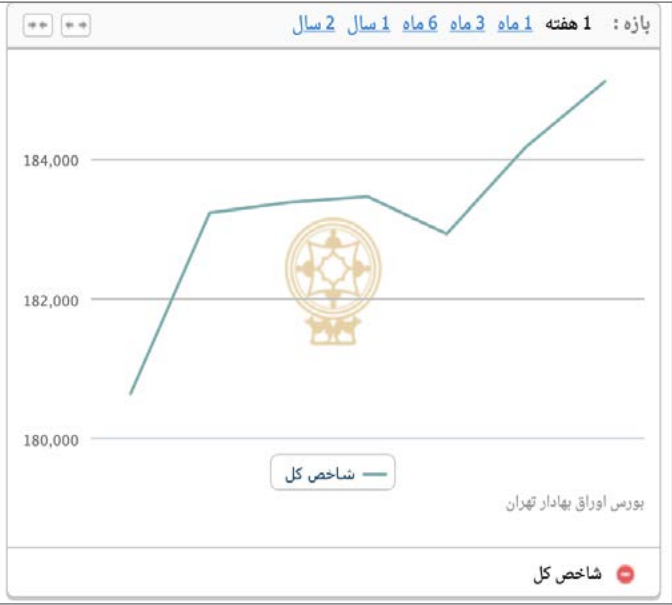 بازه : 1 هفته 1 ماه 3 ماه 6 ماه 1 سال 2 سال
184,000
182,000
180,000
شاخص کل
بورس اوراق بهادار تهران
شاخص کل